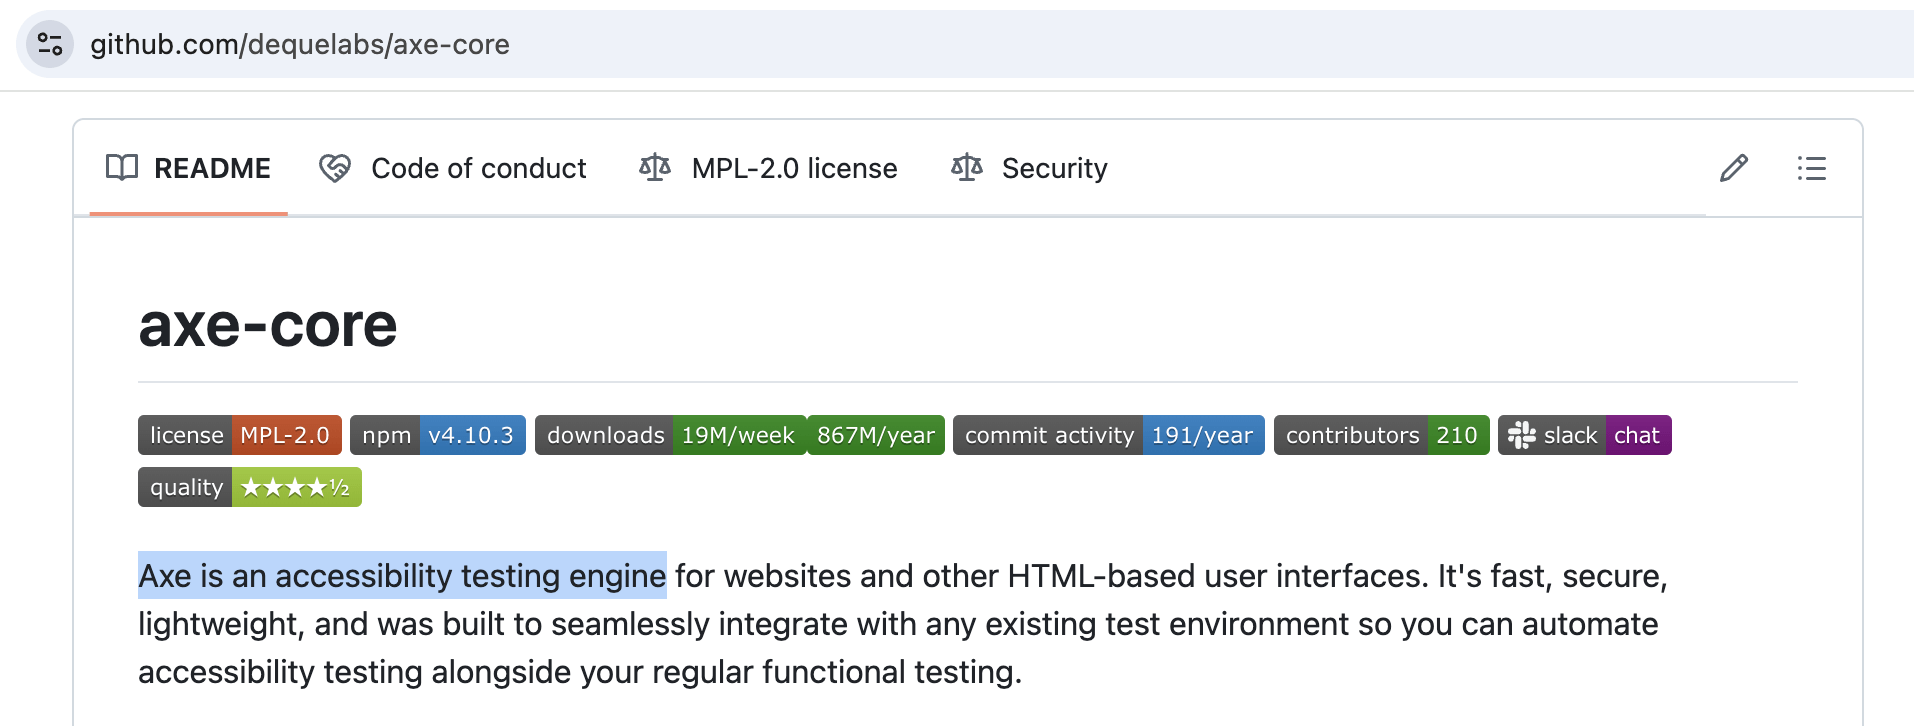 github.com/dequelabs/axe-core
README Code of conduct MPL-2.0 license Security
axe-core
license MPL-2.0 npm v4.10.3 downloads 19M/week 867M/year commit activity 191/year contributors 210 slack chat
quality ★★★★½
Axe is an accessibility testing engine for websites and other HTML-based user interfaces. It's fast, secure,
lightweight, and was built to seamlessly integrate with any existing test environment so you can automate
accessibility testing alongside your regular functional testing.